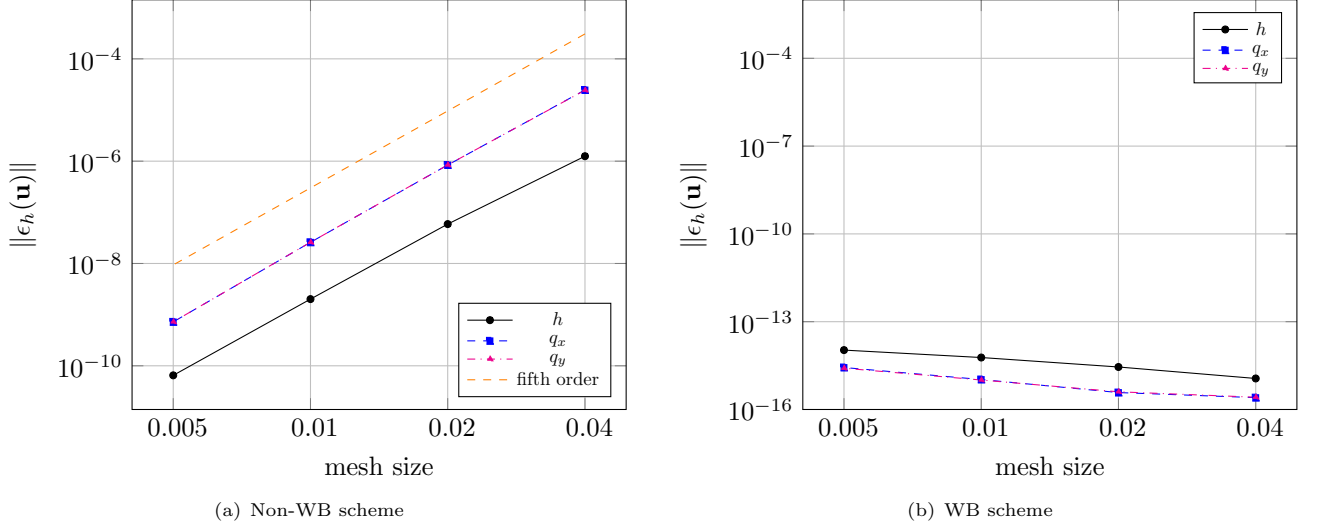 10^{-4}
10^{-6}
10^{-8}
10^{-10}
||ϵ_h(𝐮)||
h
q_x
q_y
fifth order
0.005 0.01 0.02 0.04
mesh size
(a) Non-WB scheme
10^{-4}
10^{-7}
10^{-10}
10^{-13}
10^{-16}
||ϵ_h(𝐮)||
h
q_x
q_y
0.005 0.01 0.02 0.04
mesh size
(b) WB scheme